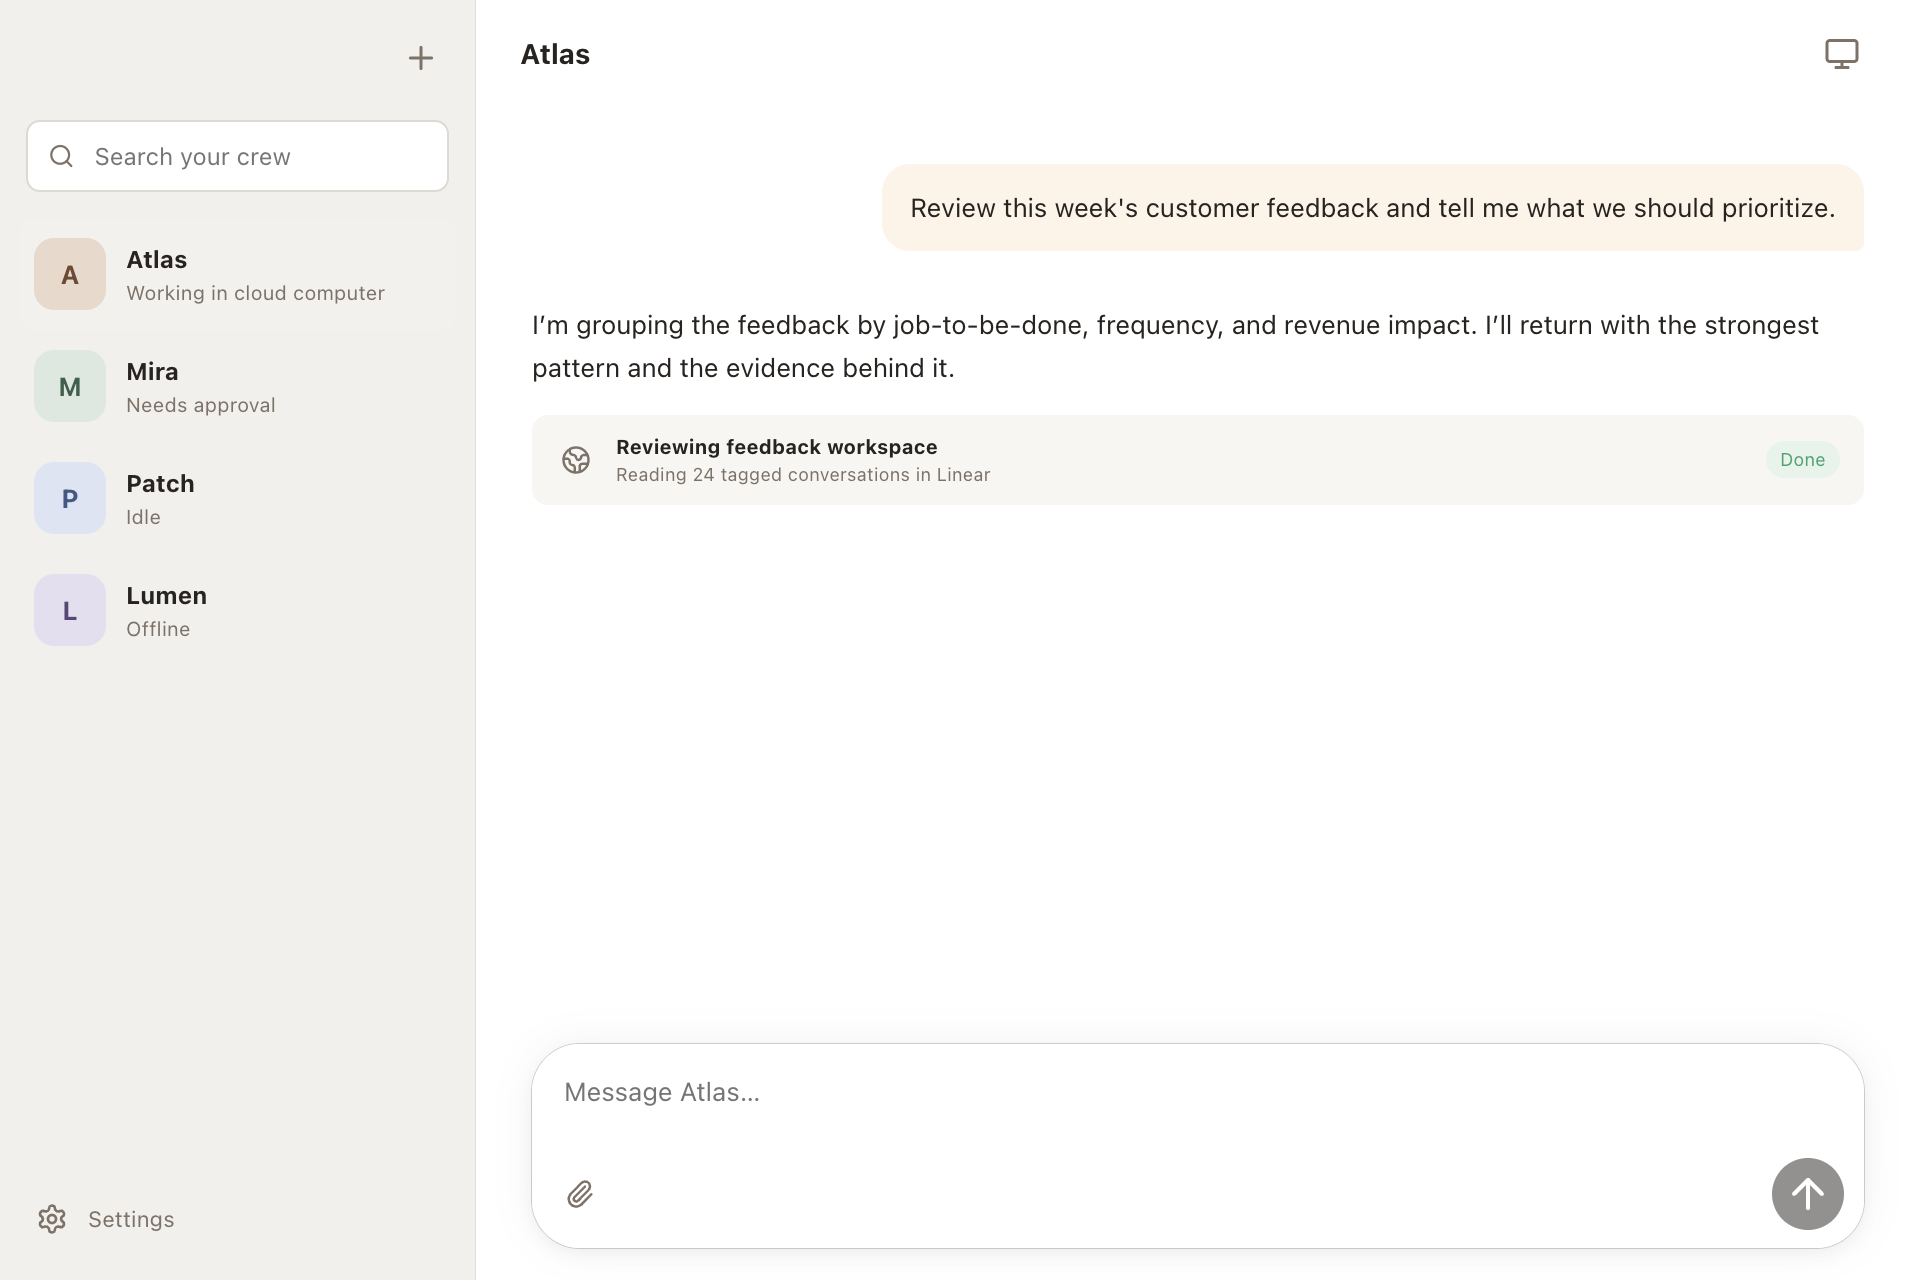 Search your crew
A
Atlas
Working in cloud computer
M
Mira
Needs approval
P
Patch
Idle
L
Lumen
Offline
Settings
Atlas
Review this week's customer feedback and tell me what we should prioritize.
I’m grouping the feedback by job-to-be-done, frequency, and revenue impact. I’ll return with the strongest
pattern and the evidence behind it.
Reviewing feedback workspace
Reading 24 tagged conversations in Linear
Done
Message Atlas...